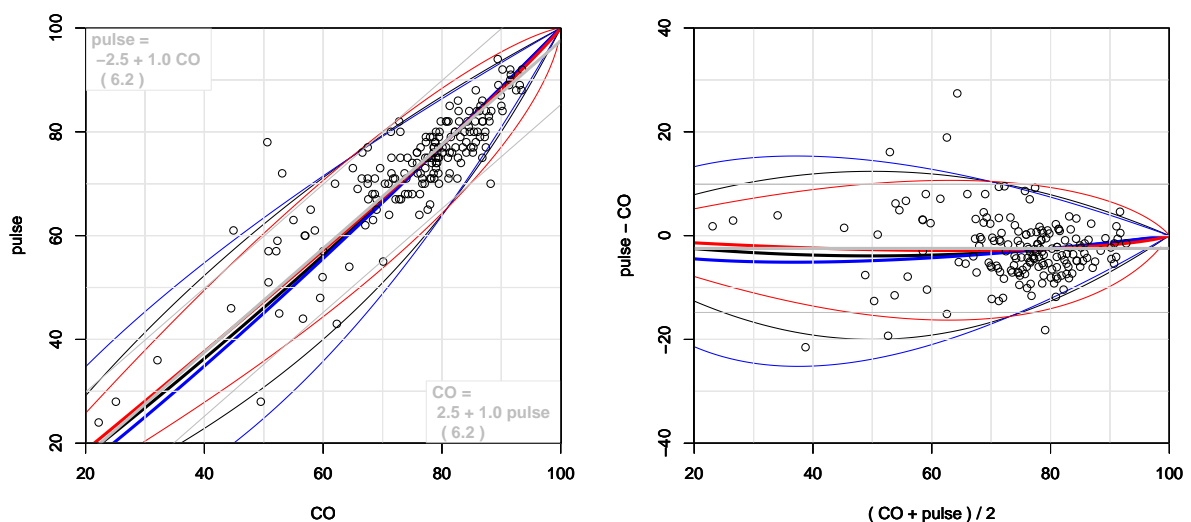 pulse =
−2.5 + 1.0 CO
( 6.2 )
CO =
2.5 + 1.0 pulse
( 6.2 )
100
80
60
40
20
pulse
20 40 60 80 100
CO
40
20
0
−20
−40
pulse − CO
20 40 60 80 100
( CO + pulse ) / 2